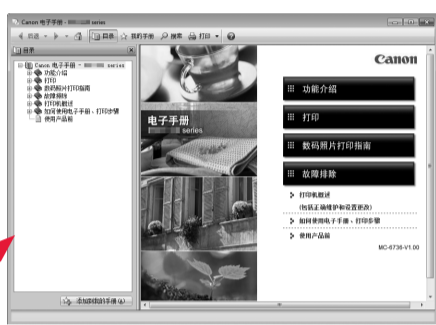 Canon 电子手册 - series
后退 目录 我的手册 搜索 打印
目录
Canon 电子手册 - series
功能介绍
打印
数码照片打印指南
故障排除
打印机概述
如何使用电子手册、打印步骤
使用产品前
添加到我的手册(A)
Canon
电子手册
series
功能介绍
打印
数码照片打印指南
故障排除
打印机概述
(包括正确维护和设置更改)
如何使用电子手册、打印步骤
使用产品前
MC-6736-V1.00